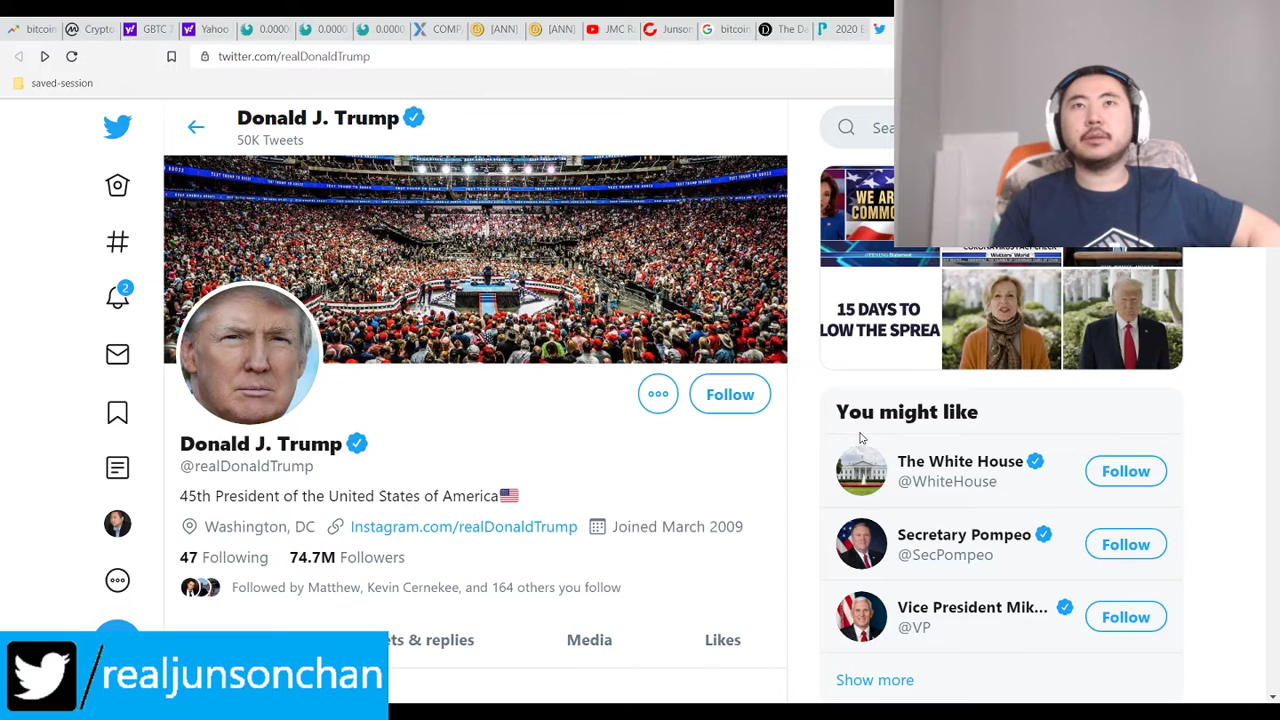 bitcoin
Crypto
GBTC
Yahoo
0.0000
0.0000
0.0000
COMP
[ANN]
[ANN]
JMC R
Junson
bitcoin
The Da
2020 E
twitter.com/realDonaldTrump
saved-session
Donald J. Trump
50K Tweets
Sea
WE AR
COMMO
15 DAYS TO
LOW THE SPREA
Follow
Donald J. Trump
@realDonaldTrump
45th President of the United States of America
Washington, DC
Instagram.com/realDonaldTrump
Joined March 2009
47 Following
74.7M Followers
Followed by Matthew, Kevin Cernekee, and 164 others you follow
ts & replies
Media
Likes
2
You might like
The White House
@WhiteHouse
Follow
Secretary Pompeo
@SecPompeo
Follow
Vice President Mik...
@VP
Follow
Show more
/realjunsonchan